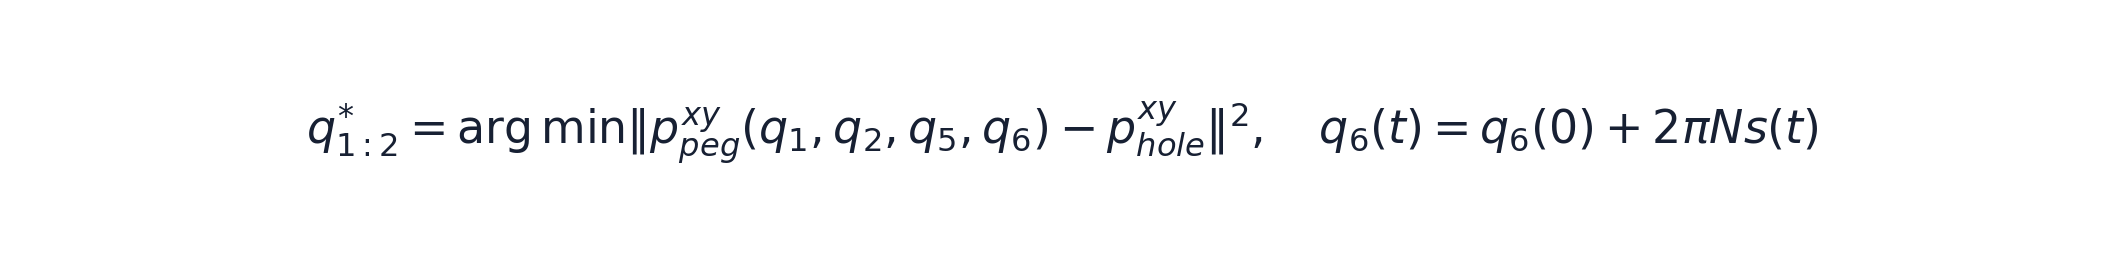 q^*_{1:2} = arg min‖p^{xy}_{peg}(q_1, q_2, q_5, q_6) − p^{xy}_{hole}‖^2,  q_6(t) = q_6(0) + 2πNs(t)